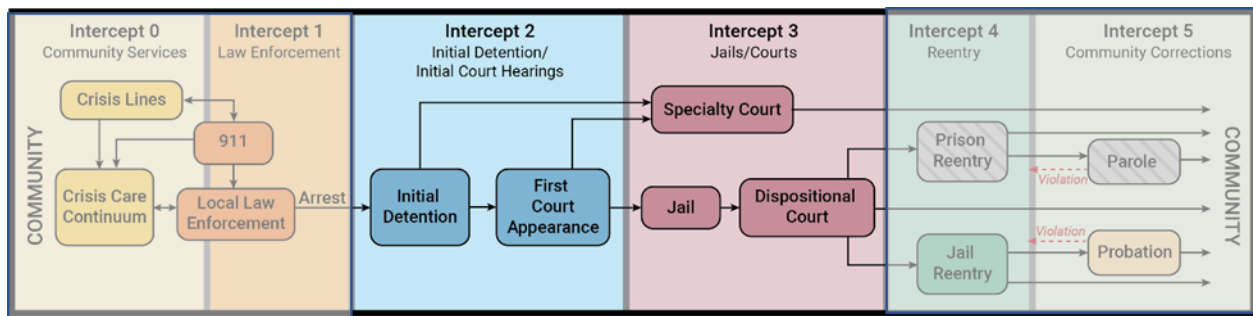 Intercept 0
Community Services
Intercept 1
Law Enforcement
Intercept 2
Initial Detention/
Initial Court Hearings
Intercept 3
Jails/Courts
Intercept 4
Reentry
Intercept 5
Community Corrections
COMMUNITY
Crisis Lines
911
Crisis Care
Continuum
Local Law
Enforcement
Arrest
Initial
Detention
First
Court
Appearance
Specialty Court
Jail
Dispositional
Court
Prison
Reentry
Parole
Violation
Jail
Reentry
Violation
Probation
COMMUNITY